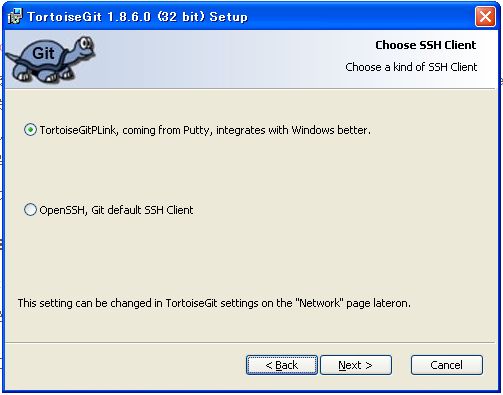 TortoiseGit 1.8.6.0 (32 bit) Setup
Git
Choose SSH Client
Choose a kind of SSH Client
TortoiseGitPLink, coming from Putty, integrates with Windows better.
OpenSSH, Git default SSH Client
This setting can be changed in TortoiseGit settings on the "Network" page lateron.
< Back
Next >
Cancel